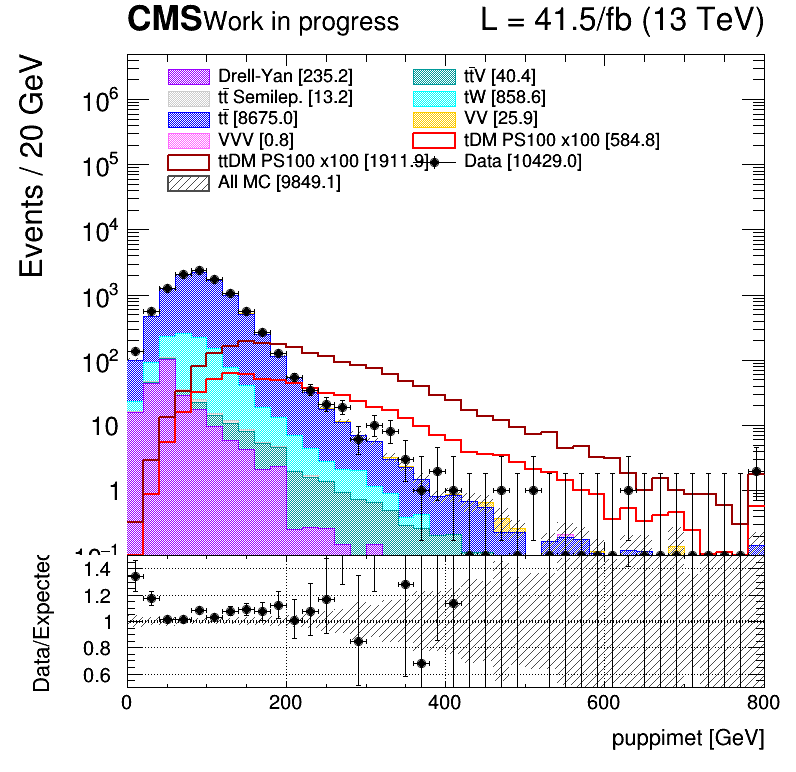 CMS Work in progress L = 41.5/fb (13 TeV)
Events / 20 GeV
Drell-Yan [235.2] tt̄V [40.4]
tt̄ Semilep. [13.2] tW [858.6]
tt̄ [8675.0] VV [25.9]
VVV [0.8] tDM PS100 x100 [584.8]
ttDM PS100 x100 [1911.9] Data [10429.0]
All MC [9849.1]
10⁶
10⁵
10⁴
10³
10²
10
1
10⁻¹
Data/Expected
1.4
1.2
1
0.8
0.6
0 200 400 600 800
puppimet [GeV]